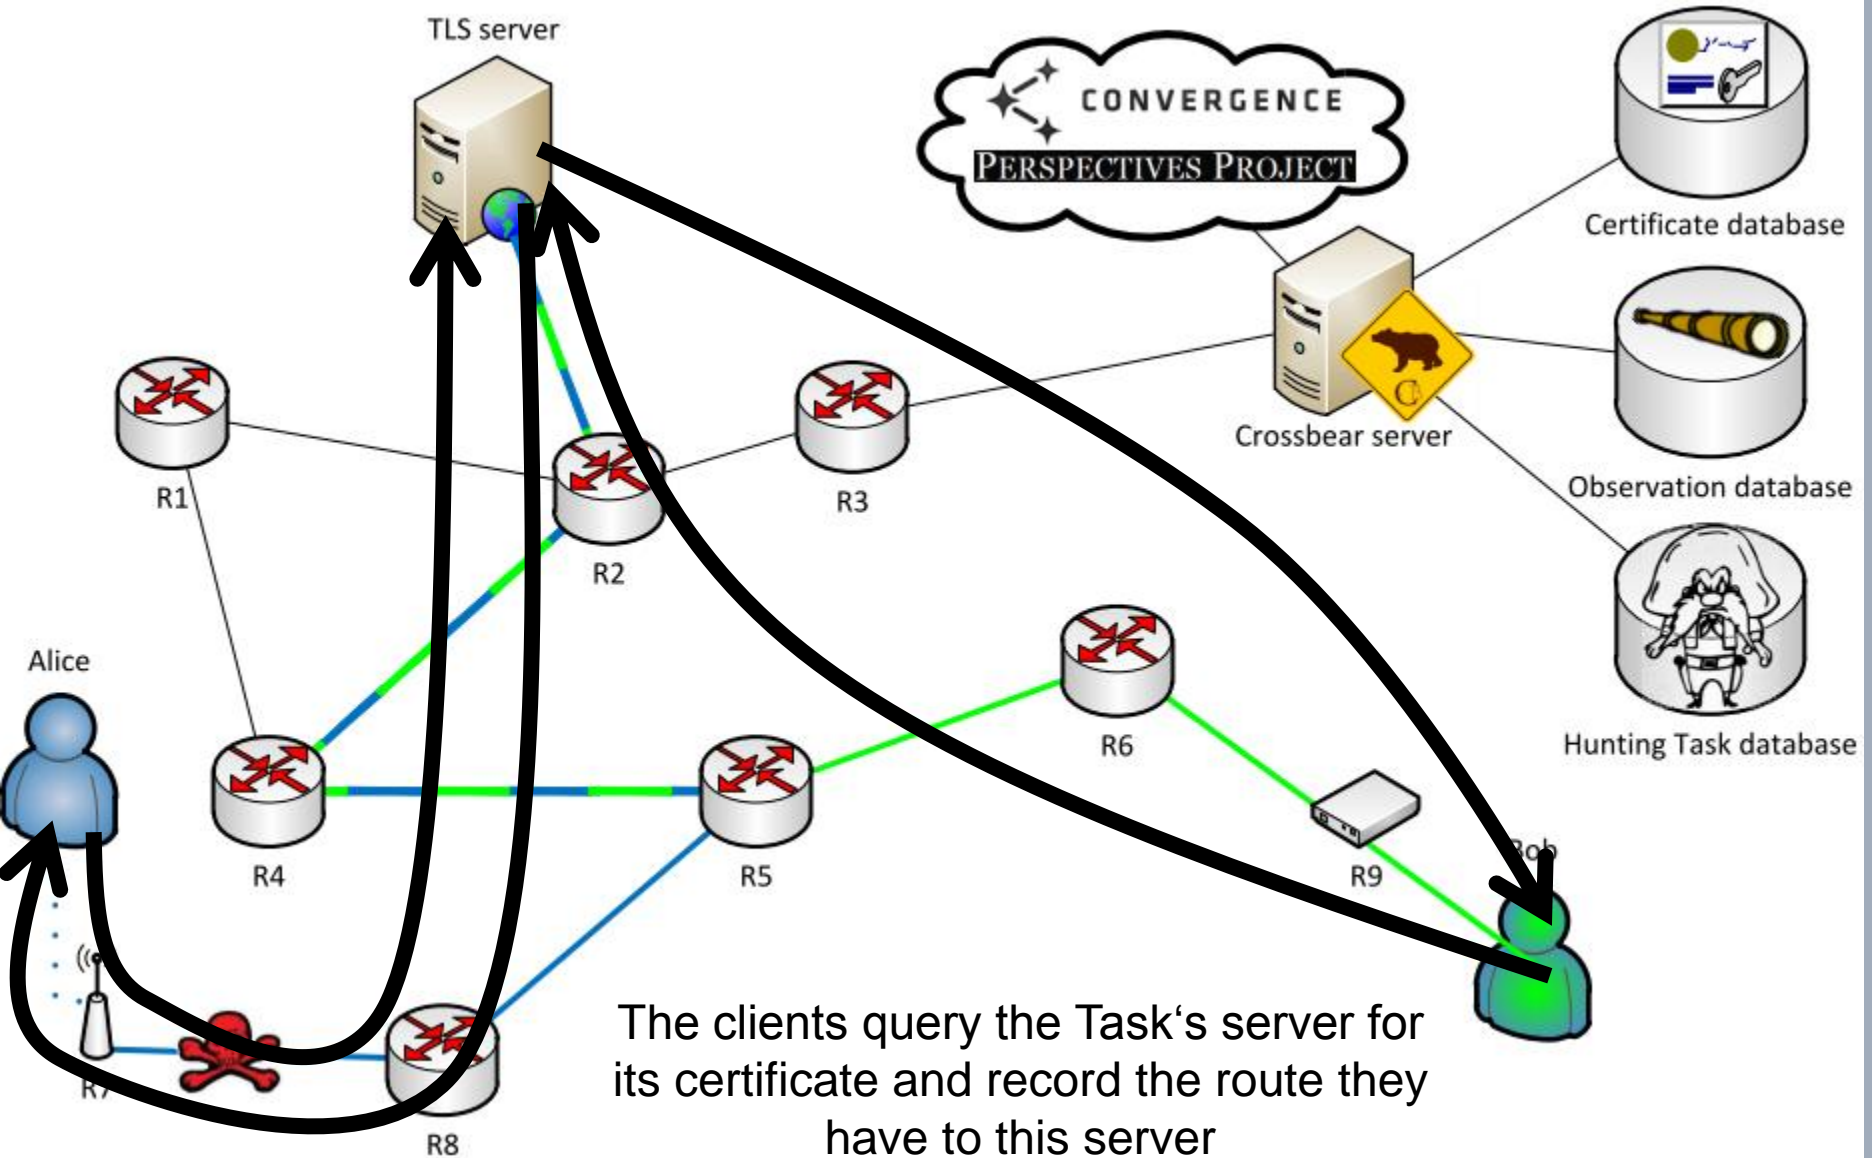 TLS server
CONVERGENCE
PERSPECTIVES PROJECT
Certificate database
Crossbear server
Observation database
R1
R3
R2
Hunting Task database
Alice
R6
R4
R5
R9
Bob
R7
R8
The clients query the Task‘s server for
its certificate and record the route they
have to this server